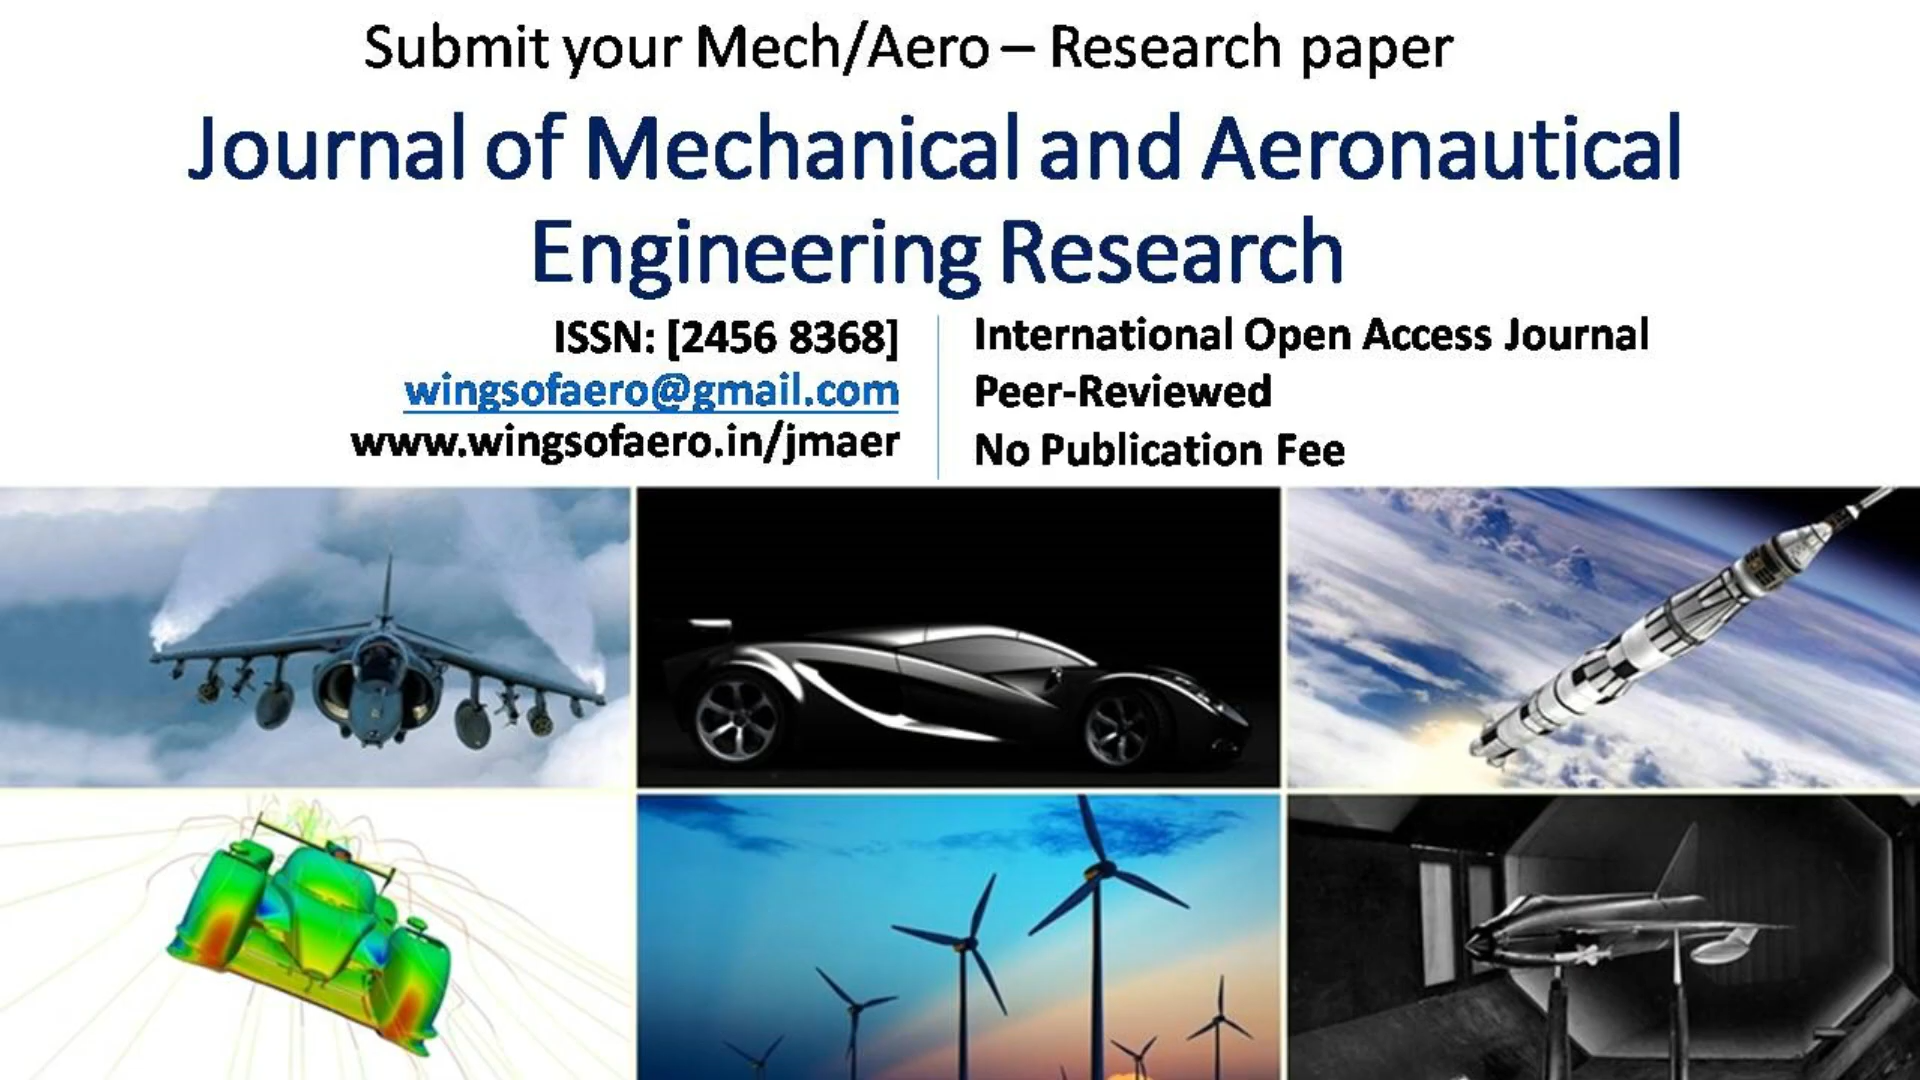 Submit your Mech/Aero – Research paper
Journal of Mechanical and Aeronautical
Engineering Research
ISSN: [2456 8368]
wingsofaero@gmail.com
www.wingsofaero.in/jmaer
International Open Access Journal
Peer-Reviewed
No Publication Fee